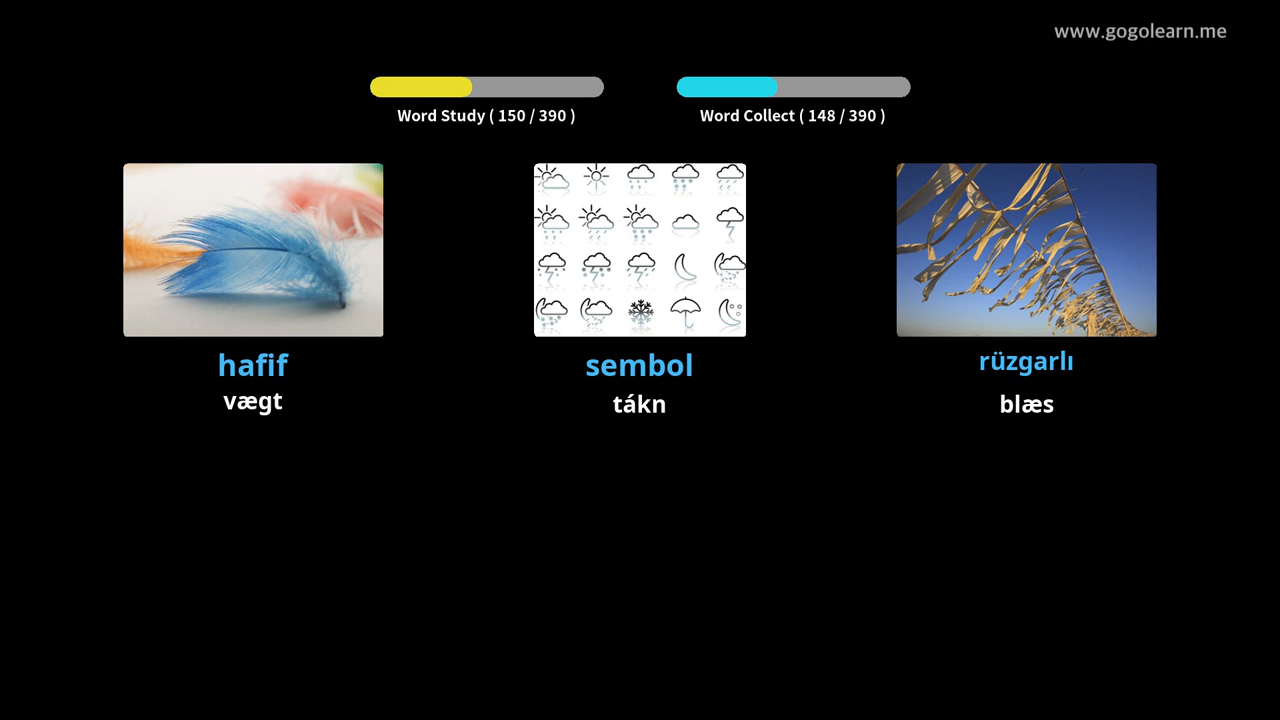 www.gogolearn.me
Word Study ( 150 / 390 )
Word Collect ( 148 / 390 )
hafif
vægt
sembol
tákn
rüzgarlı
blæs